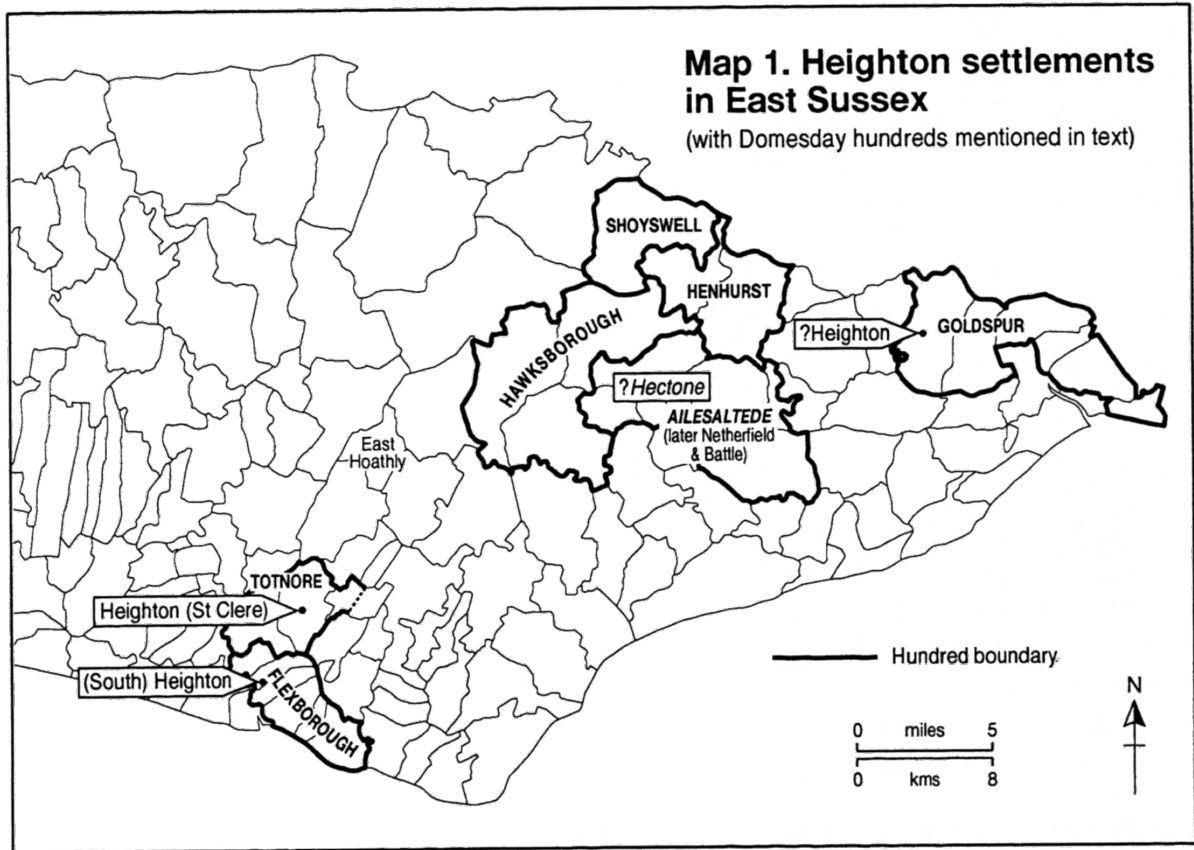 Map 1. Heighton settlements
in East Sussex
(with Domesday hundreds mentioned in text)
SHOYSWELL
HENHURST
GOLDSPUR
?Heighton
HAWKSBOROUGH
?Hectone
AILESALTEDE
(later Netherfield
& Battle)
East
Hoathly
TOTNORE
Heighton (St Clere)
(South) Heighton
FLEXBOROUGH
Hundred boundary
N
0 miles 5
0 kms 8